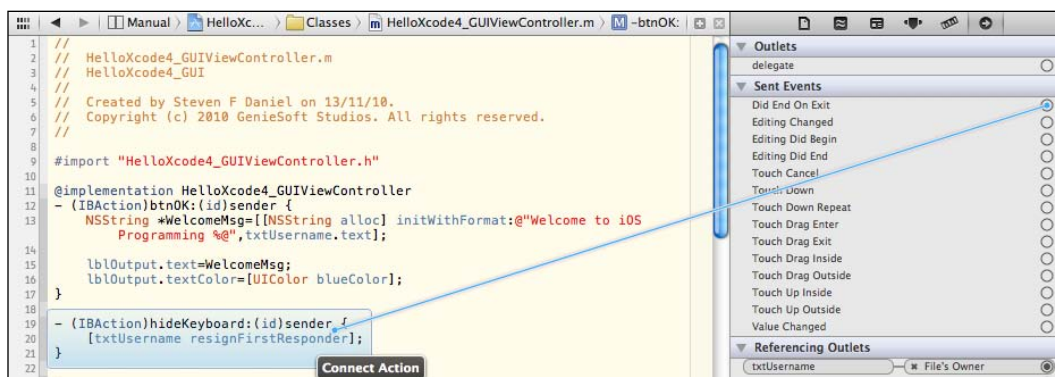 Manual HelloXc... Classes HelloXcode4_GUIViewController.m M -btnOK:
1 //
2 // HelloXcode4_GUIViewController.m
3 // HelloXcode4_GUI
4 //
5 // Created by Steven F Daniel on 13/11/10.
6 // Copyright (c) 2010 GenieSoft Studios. All rights reserved.
7 //
8
9 #import "HelloXcode4_GUIViewController.h"
10
11 @implementation HelloXcode4_GUIViewController
12 - (IBAction)btnOK:(id)sender {
13 NSString *WelcomeMsg=[[NSString alloc] initWithFormat:@"Welcome to iOS
Programming %@",txtUsername.text];
14
15 lblOutput.text=WelcomeMsg;
16 lblOutput.textColor=[UIColor blueColor];
17 }
18
19 - (IBAction)hideKeyboard:(id)sender {
20 [txtUsername resignFirstResponder];
21 }
22
Connect Action
Outlets
delegate
Sent Events
Did End On Exit
Editing Changed
Editing Did Begin
Editing Did End
Touch Cancel
Touch Down
Touch Down Repeat
Touch Drag Enter
Touch Drag Exit
Touch Drag Inside
Touch Drag Outside
Touch Up Inside
Touch Up Outside
Value Changed
Referencing Outlets
txtUsername File's Owner